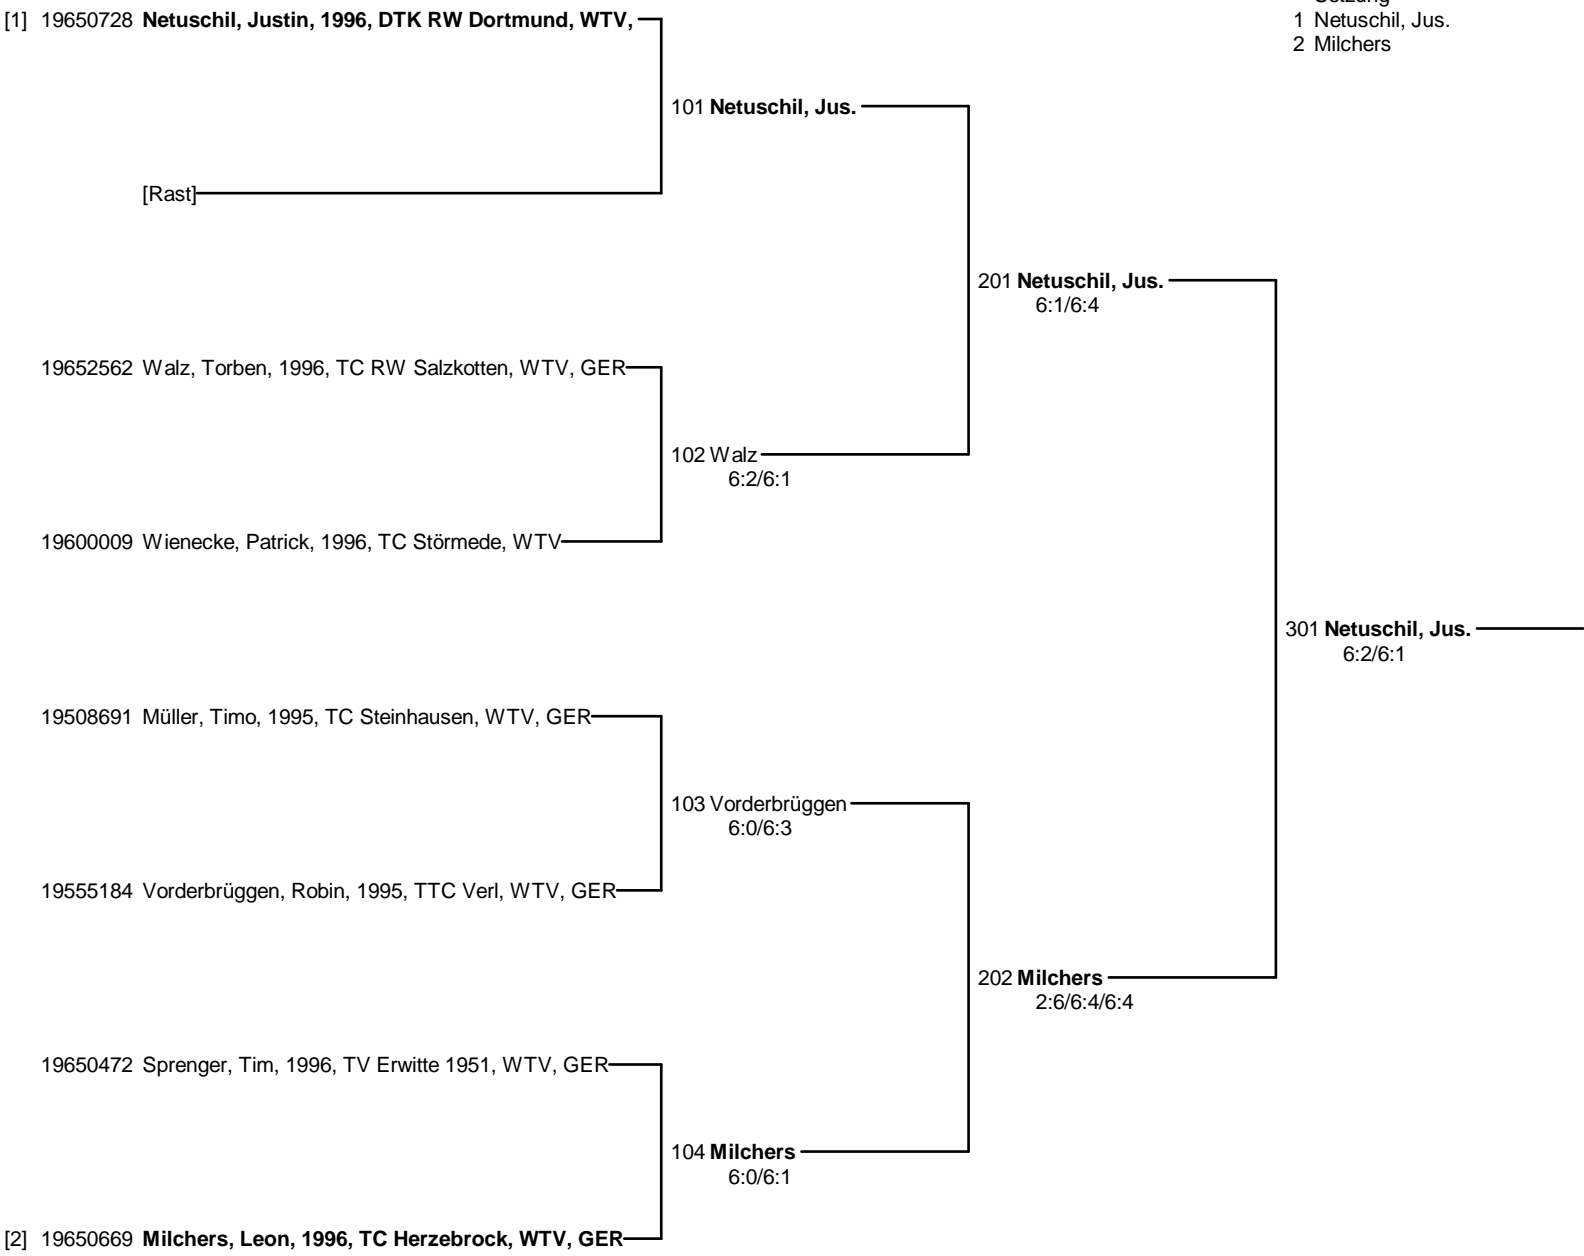 Setzung
1 Netuschil, Jus.
2 Milchers
[1] 19650728 Netuschil, Justin, 1996, DTK RW Dortmund, WTV,
101 Netuschil, Jus.
[Rast]
201 Netuschil, Jus.
6:1/6:4
19652562 Walz, Torben, 1996, TC RW Salzkotten, WTV, GER
102 Walz
6:2/6:1
19600009 Wienecke, Patrick, 1996, TC Störmede, WTV
301 Netuschil, Jus.
6:2/6:1
19508691 Müller, Timo, 1995, TC Steinhausen, WTV, GER
103 Vorderbrüggen
6:0/6:3
19555184 Vorderbrüggen, Robin, 1995, TTC Verl, WTV, GER
202 Milchers
2:6/6:4/6:4
19650472 Sprenger, Tim, 1996, TV Erwitte 1951, WTV, GER
104 Milchers
6:0/6:1
[2] 19650669 Milchers, Leon, 1996, TC Herzebrock, WTV, GER